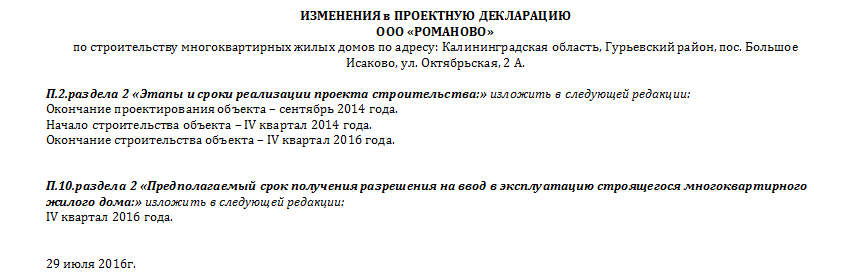 ИЗМЕНЕНИЯ в ПРОЕКТНУЮ ДЕКЛАРАЦИЮ
ООО «РОМАНОВО»
по строительству многоквартирных жилых домов по адресу: Калининградская область, Гурьевский район, пос. Большое
Исаково, ул. Октябрьская, 2 А.
П.2.раздела 2 «Этапы и сроки реализации проекта строительства:» изложить в следующей редакции:
Окончание проектирования объекта – сентябрь 2014 года.
Начало строительства объекта – IV квартал 2014 года.
Окончание строительства объекта – IV квартал 2016 года.
П.10.раздела 2 «Предполагаемый срок получения разрешения на ввод в эксплуатацию строящегося многоквартирного
жилого дома:» изложить в следующей редакции:
IV квартал 2016 года.
29 июля 2016г.